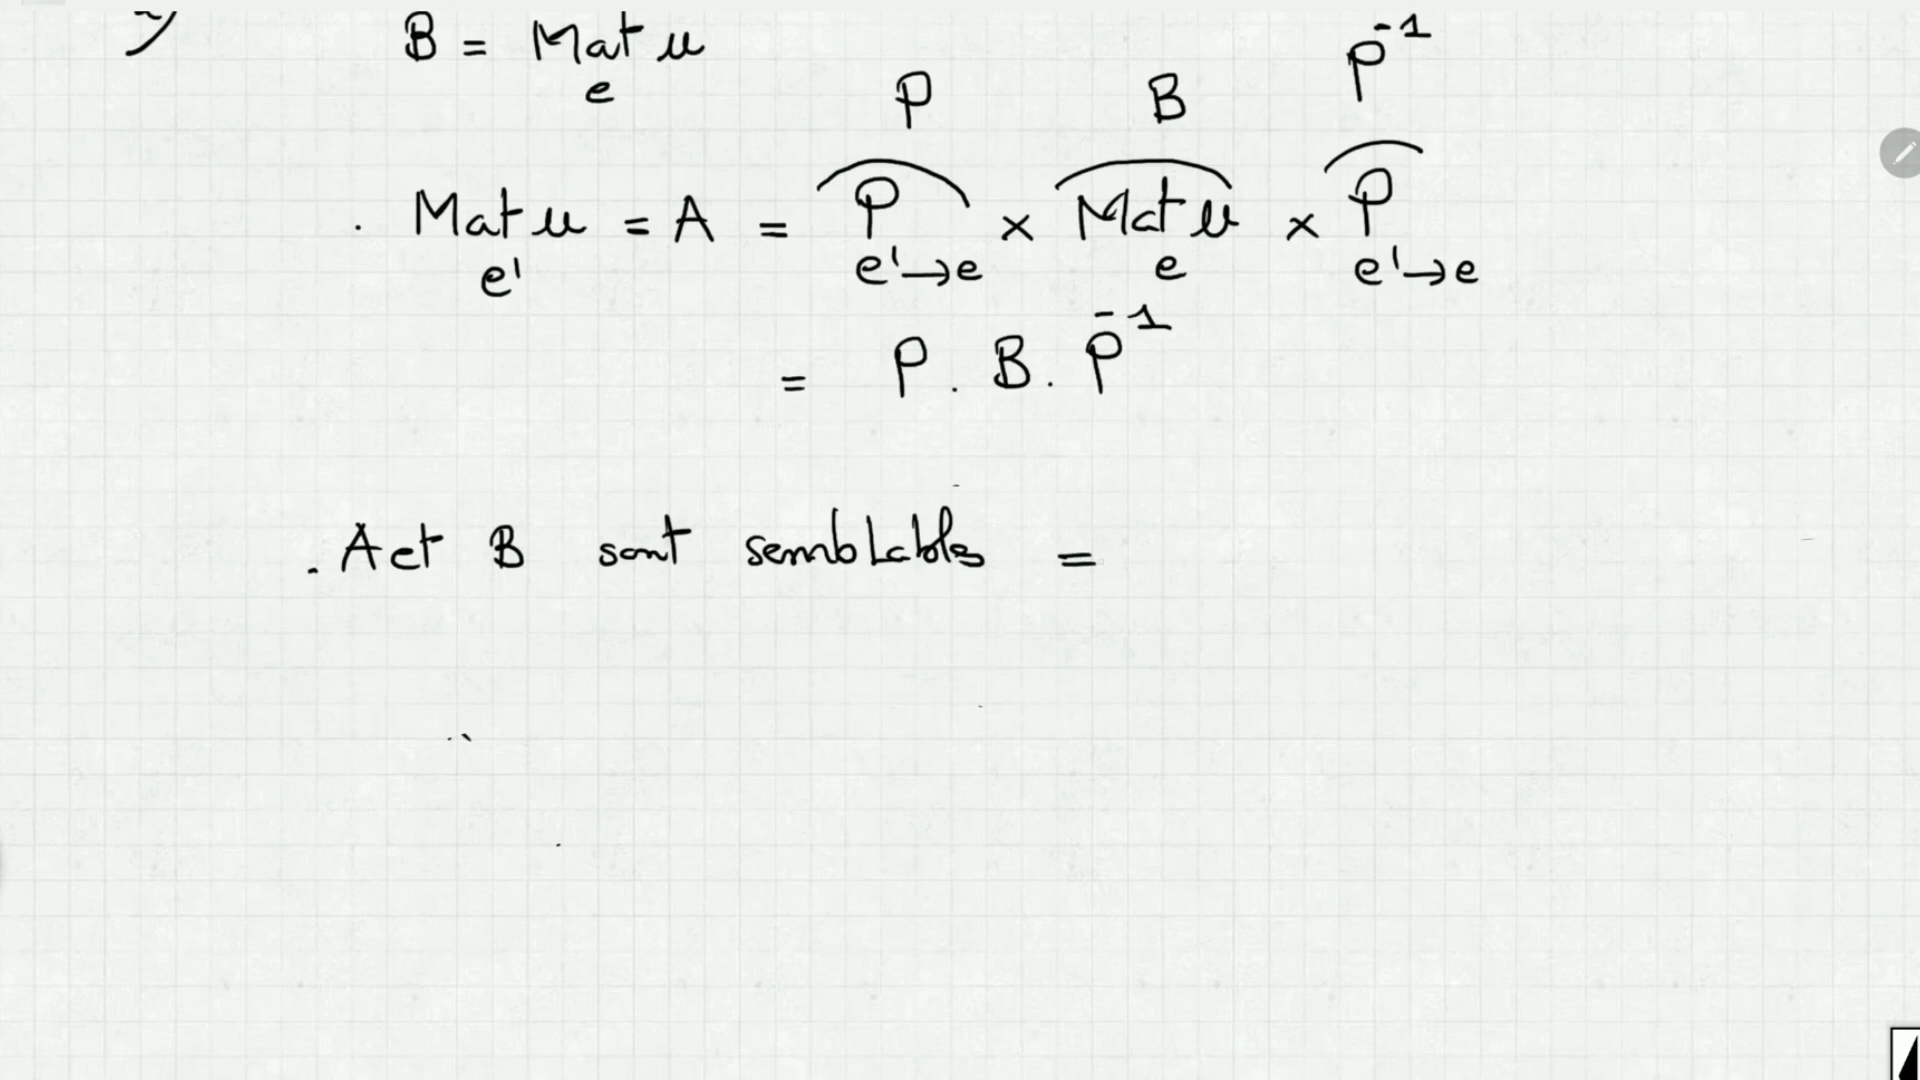 B = Mat u
e
P B P⁻¹
. Mat u = A = P × Mat u × P
e' e'→e e e'→e
= P . B . P⁻¹
. A et B sont semblables =